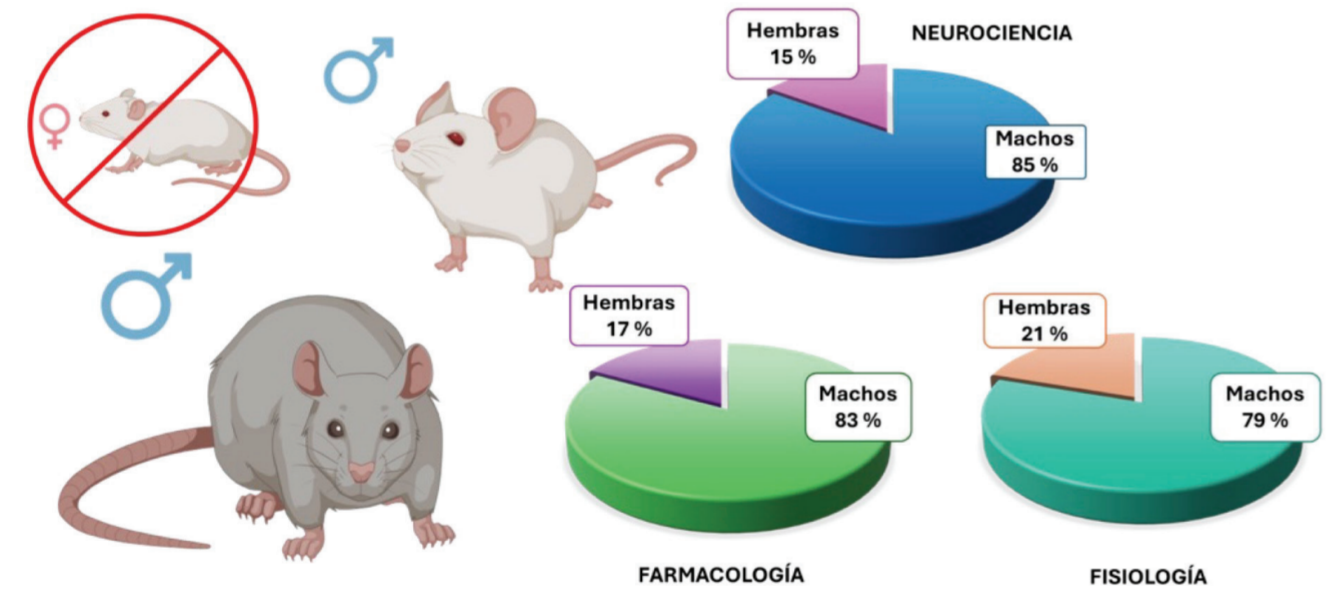 NEUROCIENCIA
Hembras
15 %
Machos
85 %
Hembras
17 %
Machos
83 %
FARMACOLOGÍA
Hembras
21 %
Machos
79 %
FISIOLOGÍA